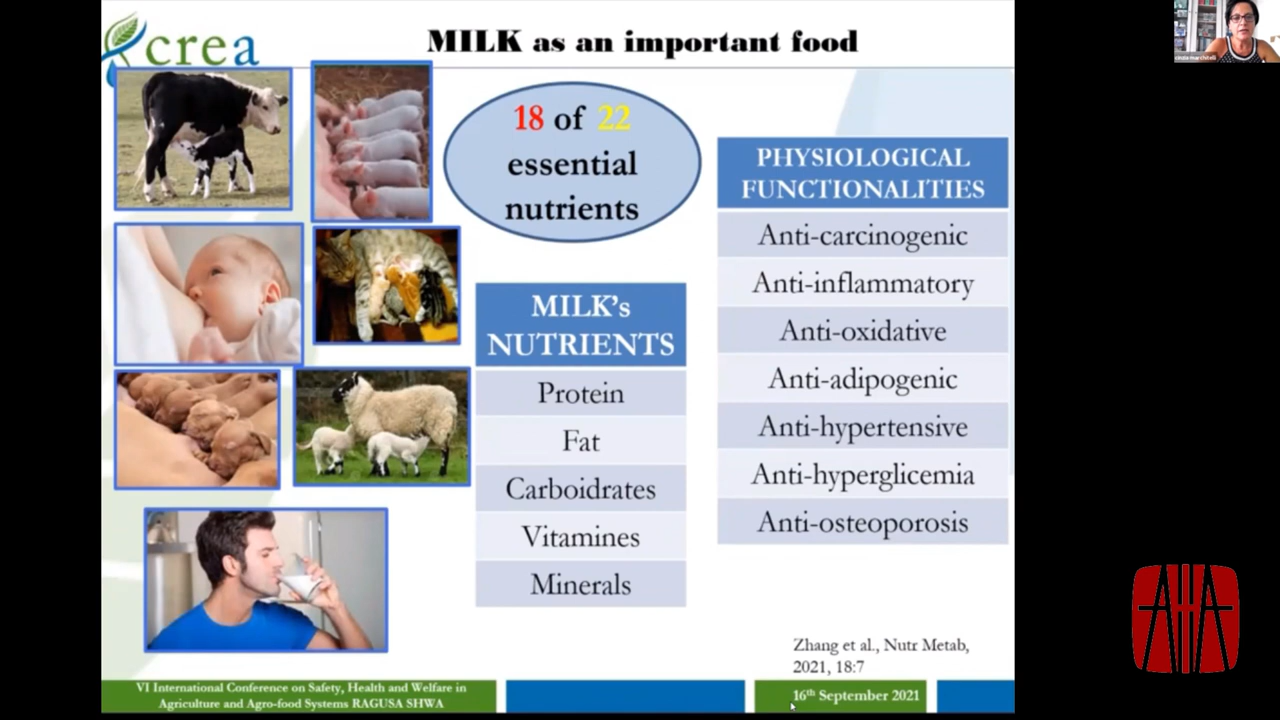 crea
MILK as an important food
18 of 22
essential
nutrients
MILK's
NUTRIENTS
Protein
Fat
Carboidrates
Vitamines
Minerals
PHYSIOLOGICAL
FUNCTIONALITIES
Anti-carcinogenic
Anti-inflammatory
Anti-oxidative
Anti-adipogenic
Anti-hypertensive
Anti-hyperglicemia
Anti-osteoporosis
Zhang et al., Nutr Metab,
2021, 18:7
VI International Conference on Safety, Health and Welfare in
Agriculture and Agro-food Systems RAGUSA SHWA
16th September 2021
cinzia marchitelli
AIIA